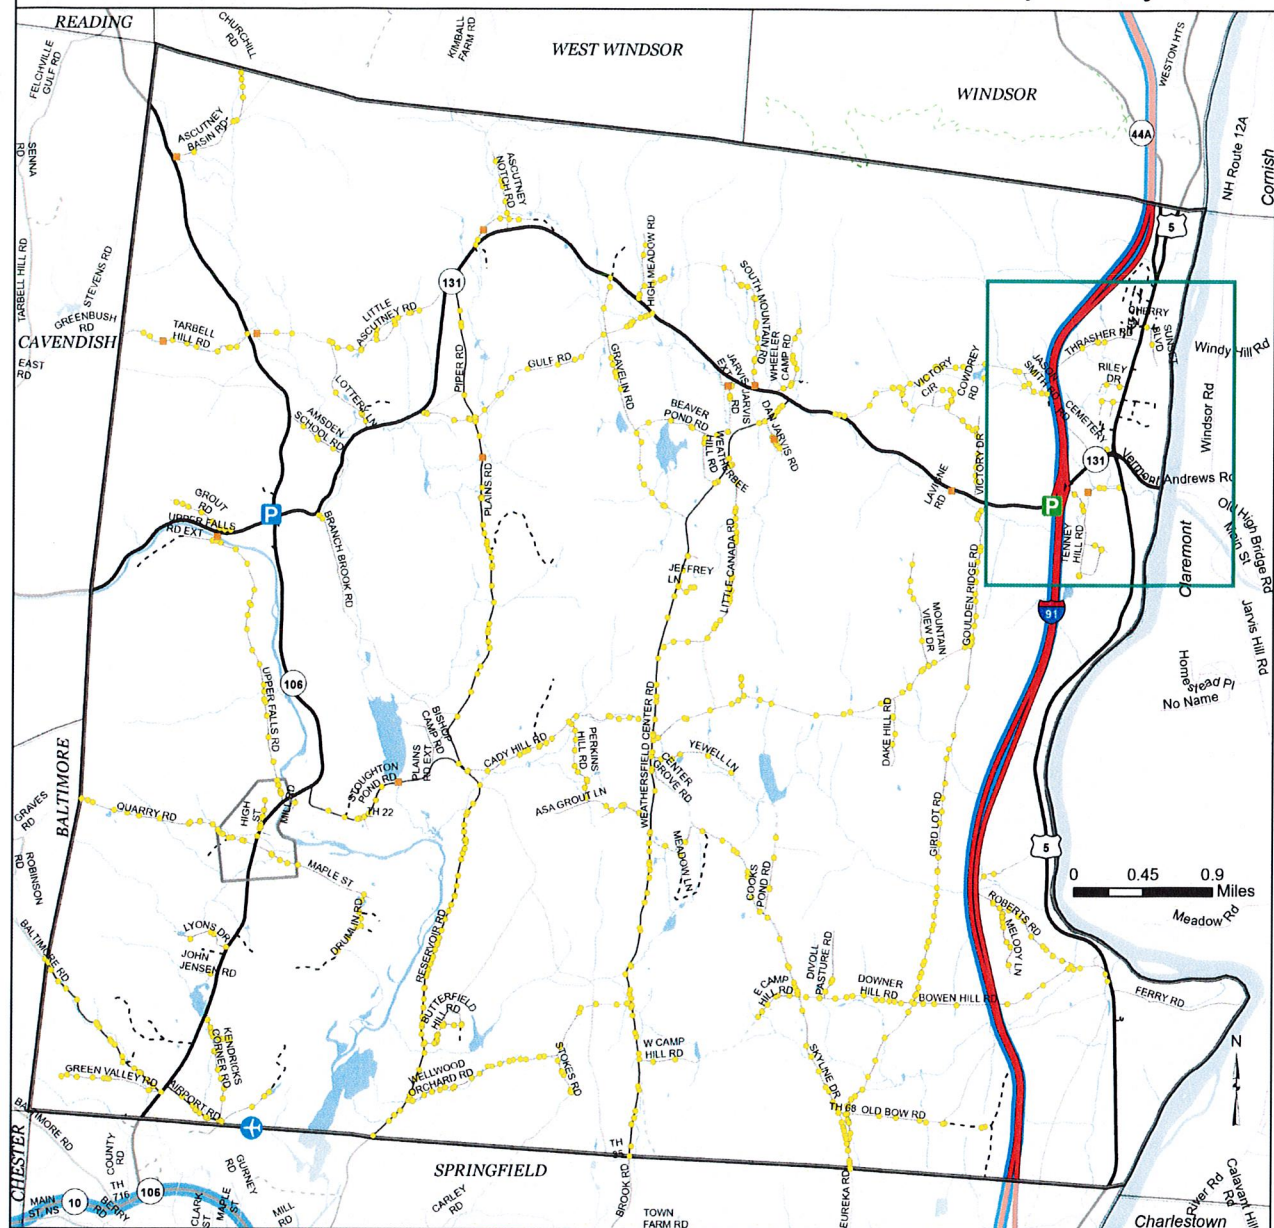 READING
CHURCHILL
RD
KIMBALL
FARM RD
WEST WINDSOR
WINDSOR
WESTON HTS
FELCHVILLE
GULF RD
44A
NH Route 12A
Cornish
ASCUTNEY
BASIN RD
SENNA
RD
ASCUTNEY
NOTCH RD
5
TARBELL HILL RD
STEVENS RD
GREENBUSH
RD
CAVENDISH
EAST
RD
TARBELL
HILL RD
LITTLE
ASCUTNEY RD
131
HIGH MEADOW RD
SOUTH MOUNTAIN RD
WHEELER
CAMP RD
CHERRY
SUNSET
BLVD
THRASHER RD
Windy Hill Rd
PIPER RD
GULF RD
GRAVELIN RD
JARVIS
EXT
JARVIS
RD
VICTORY
CIR
COWDREY
RD
JASON
SMITH RD
RILEY
DR
Windsor Rd
LOTTERY LN
AMSDEN
SCHOOL RD
BEAVER
POND RD
DAN JARVIS RD
CEMETERY
RD
WEATHERBEE
HILL RD
131
Vermont
Andrews Rd
PLAINS RD
LAVIGNE
RD
VICTORY DR
GROUT
RD
UPPER FALLS
RD EXT
P
P
BRANCH BROOK RD
TENNEY
HILL RD
Old High Bridge Rd
Main St
Claremont
JEFFREY
LN
LITTLE CANADA RD
GOULDEN RIDGE RD
91
MOUNTAIN
VIEW DR
Jarvis Hill Rd
Homestead Pl
No Name
106
UPPER FALLS RD
BISHOP
CAMP RD
WEATHERSFIELD CENTER RD
DAKE HILL RD
BALTIMORE
PLAINS
RD EXT
CADY HILL RD
PERKINS
HILL RD
CENTER
GROVE RD
YEWELL LN
STOUGHTON
POND RD
TH 22
ASA GROUT LN
GRAVES
RD
QUARRY RD
HIGH
ST
MILL RD
GIRD LOT RD
5
ROBINSON
RD
MAPLE ST
MEADOW LN
COOKS
POND RD
0 0.45 0.9
Miles
ROBERTS RD
MELODY LN
Meadow Rd
LYONS DR
JOHN
JENSEN RD
DRUMLIN RD
RESERVOIR RD
BALTIMORE RD
DIVOLL
PASTURE RD
E CAMP
HILL RD
DOWNER
HILL RD
BOWEN HILL RD
FERRY RD
BUTTERFIELD
HILL RD
N
KENDRICKS
CORNER RD
GREEN VALLEY RD
AIRPORT RD
WELLWOOD
ORCHARD RD
STOKES RD
W CAMP
HILL RD
SKYLINE DR
TH 68 OLD BOW RD
BALTIMORE RD
CHESTER
COUNTY
RD
TH
716
106
MAIN
ST, NS
10
BERRY
RD
CLARK
ST
MAPLE
ST
GURNEY
RD
MILL
RD
SPRINGFIELD
CARLEY
RD
TH
BROOK RD
TOWN
FARM RD
EUREKA RD
River Rd
Calavant Hill
Rd
Charlestown